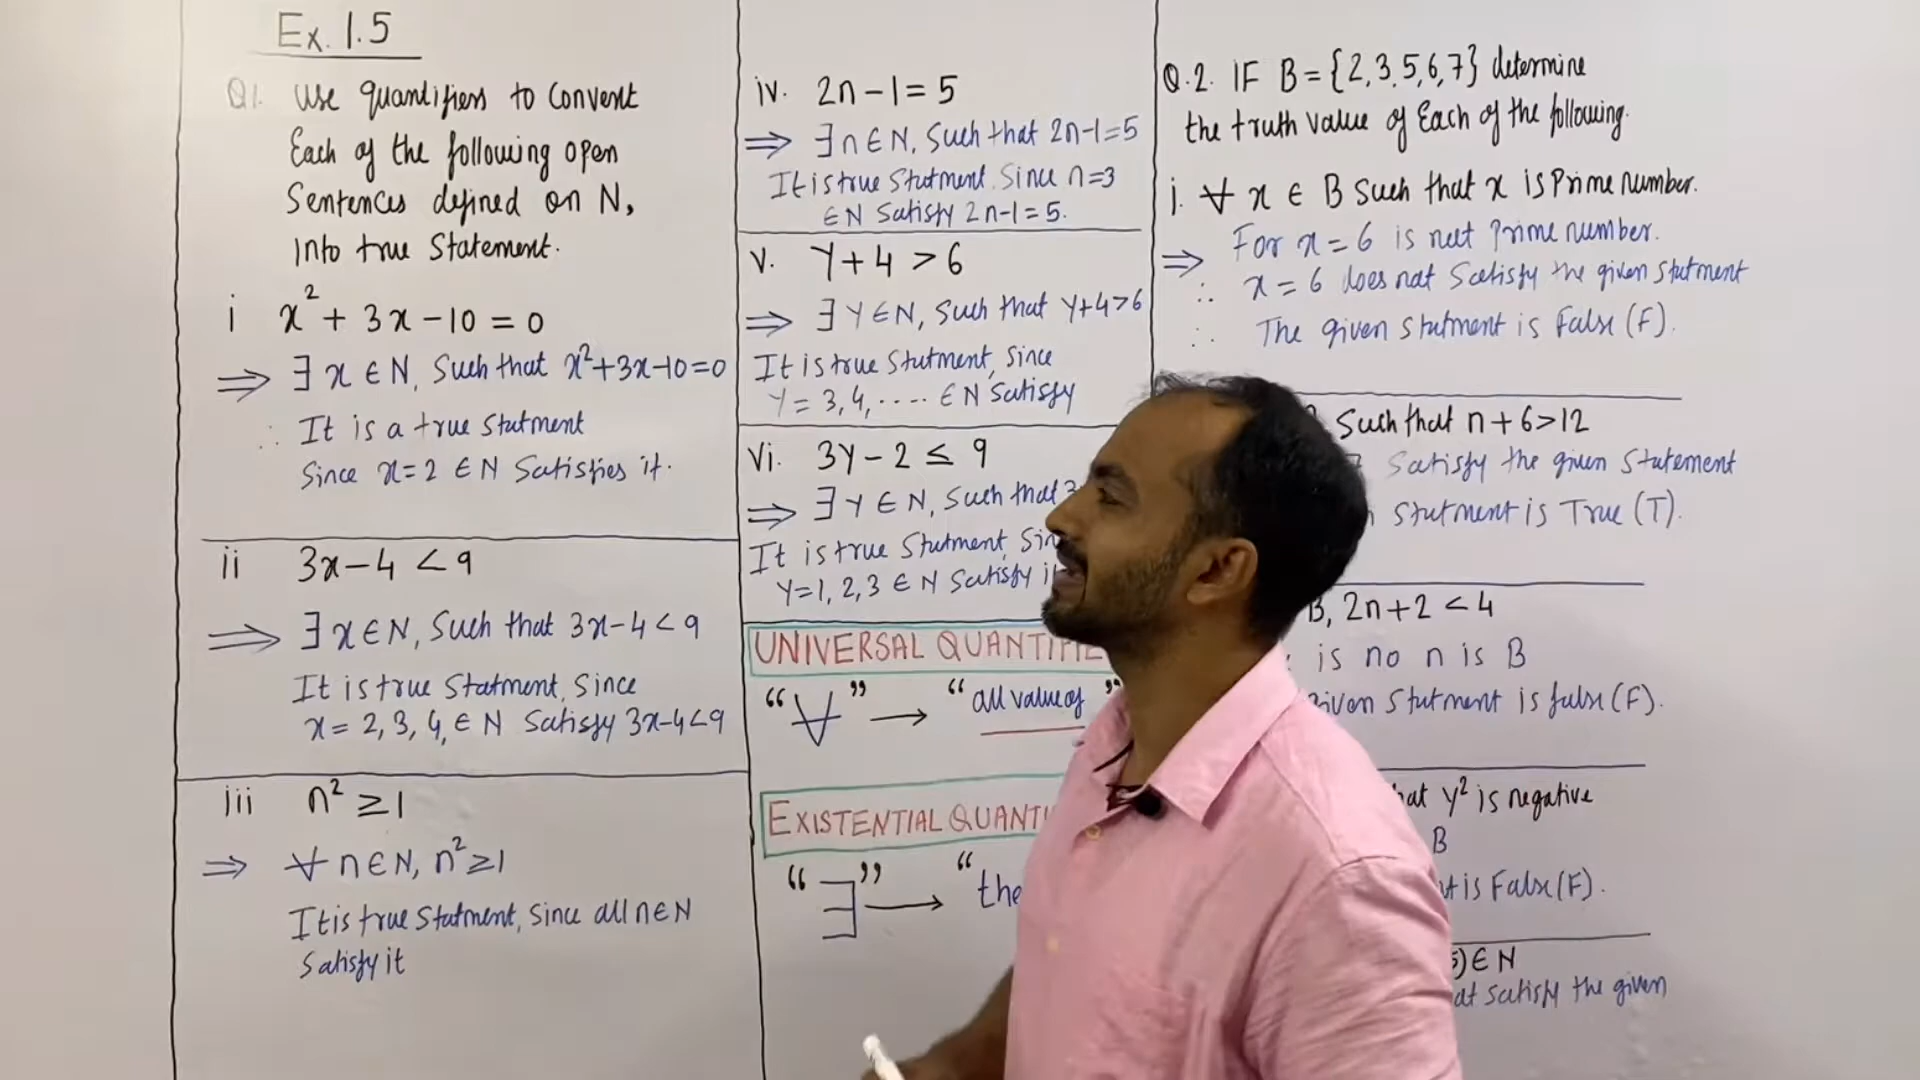 Ex. 1.5
Q1. Use quantifiers to Convert
Each of the following open
Sentences defined on N,
Into true Statement.
i x² + 3x - 10 = 0
⇒ ∃ x ∈ N, Such that x²+3x-10=0
∴ It is a true Statment
Since x=2 ∈ N Satisfies it.
ii 3x - 4 < 9
⇒ ∃ x ∈ N, Such that 3x-4 < 9
It is true Statment, Since
x= 2, 3, 4, ∈ N Satisfy 3x-4<9
iii n² ≥ 1
⇒ ∀ n ∈ N, n² ≥ 1
It is true Statment, Since all n ∈ N
Satisfy it
iv. 2n - 1 = 5
⇒ ∃ n ∈ N, Such that 2n-1=5
It is true Statment. Since n=3
∈ N Satisfy 2n-1=5.
v. Y + 4 > 6
⇒ ∃ Y ∈ N, Such that Y+4>6
It is true Statment, Since
Y = 3, 4, ..... ∈ N Satisfy
vi. 3Y - 2 ≤ 9
⇒ ∃ Y ∈ N, Such that 3
It is true Statment, Sin
Y=1, 2, 3 ∈ N Satisfy i
UNIVERSAL QUANTIFIE
“ ∀ ” → “ all value of ”
EXISTENTIAL QUANTI
“ ∃ ” → “ the
Q.2. IF B = {2, 3, 5, 6, 7} determine
the truth value of Each of the following.
i. ∀ x ∈ B Such that x is Prime number.
⇒ For x = 6 is not Prime number.
∴ x = 6 does not Satisfy the given Statment
∴ The given Statment is False (F).
Such that n + 6 > 12
Satisfy the given Statement
Statment is True (T).
B, 2n + 2 < 4
is no n is B
given Statment is false (F).
hat y² is negative
B
t is False (F).
) ∈ N
at Satisfy the given